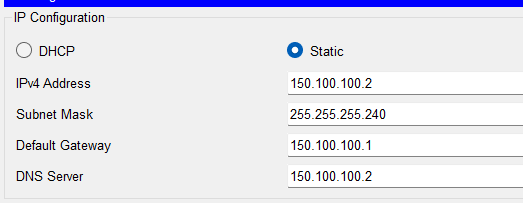 IP Configuration
DHCP
Static
IPv4 Address
150.100.100.2
Subnet Mask
255.255.255.240
Default Gateway
150.100.100.1
DNS Server
150.100.100.2